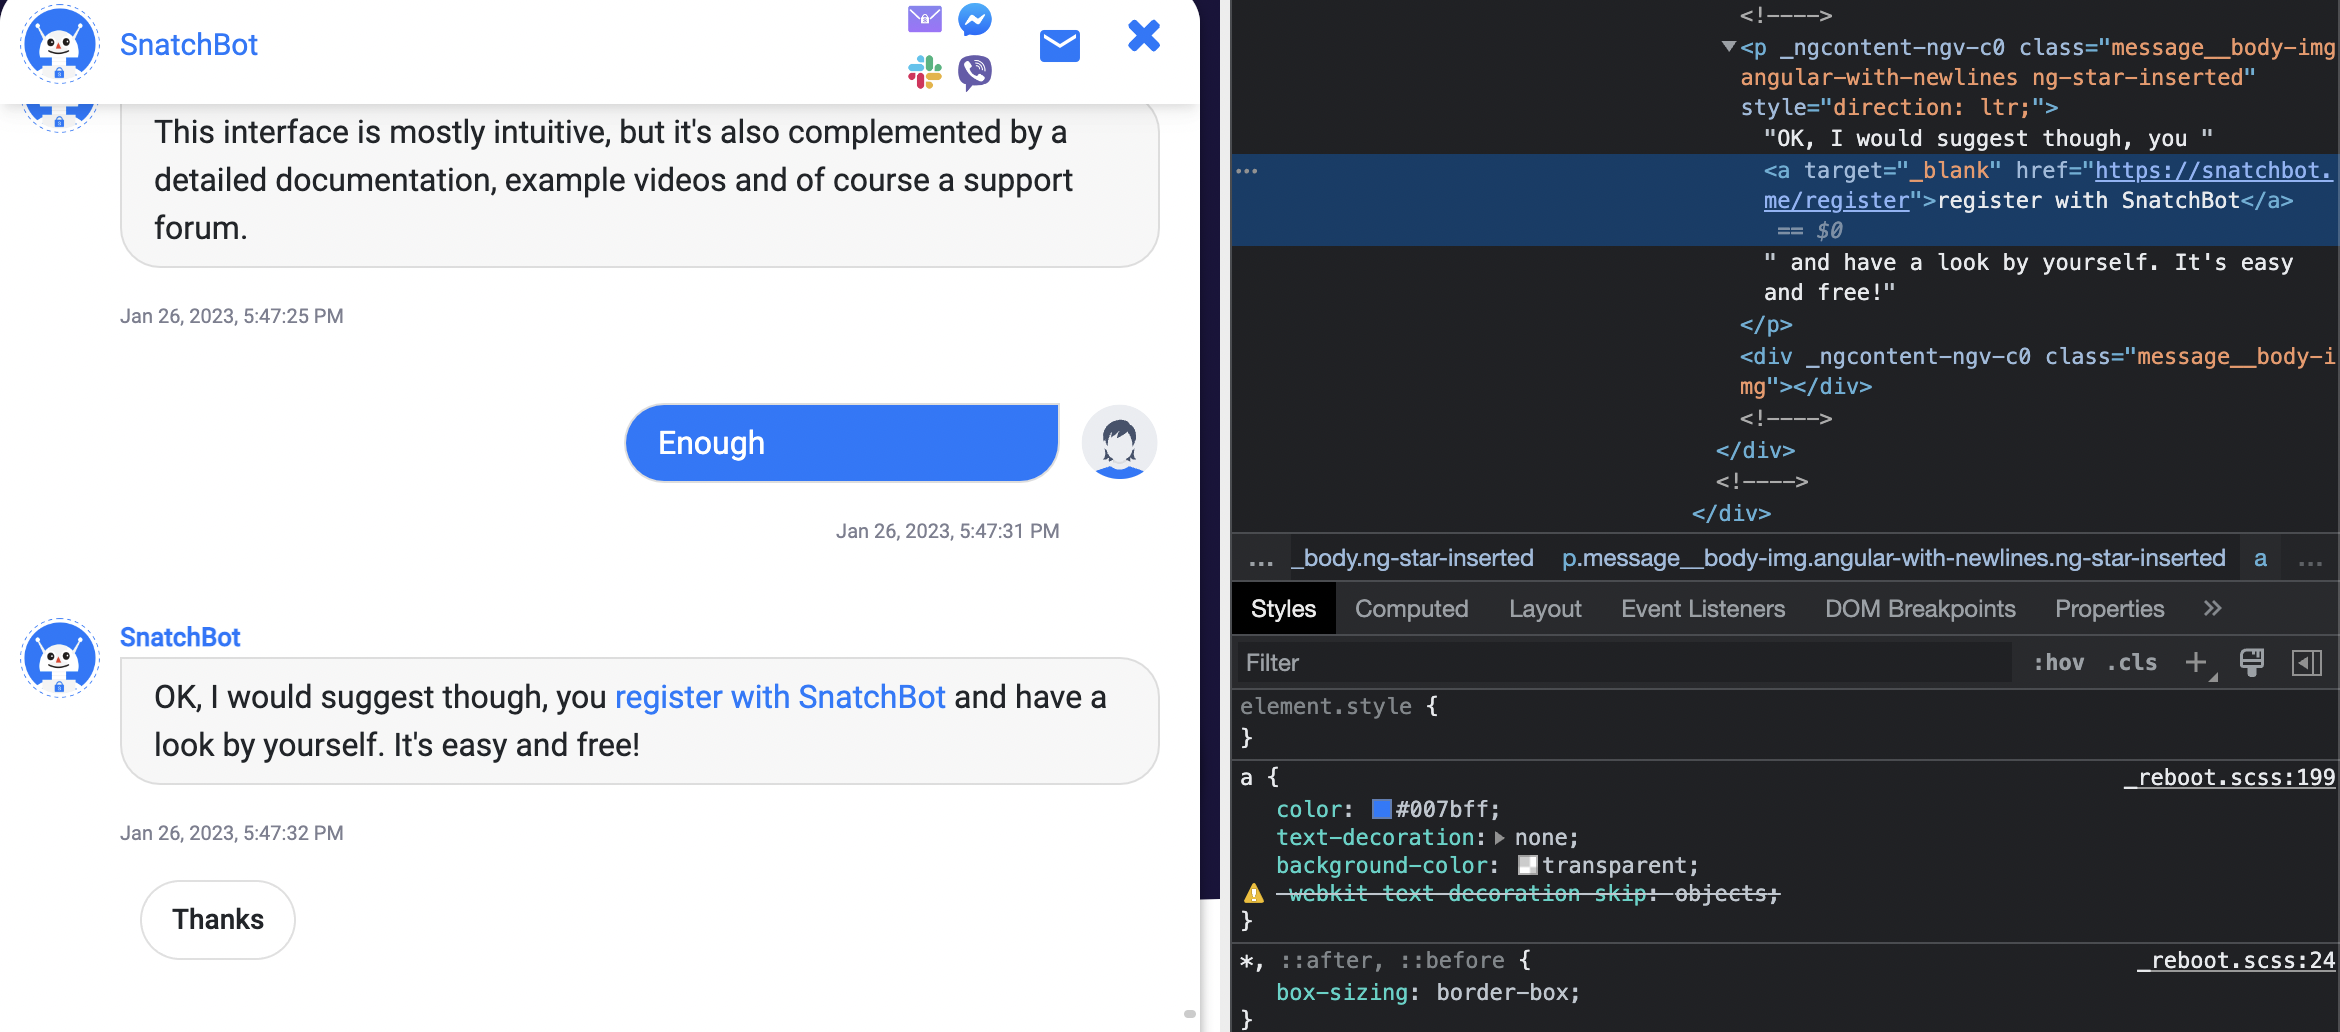 SnatchBot
This interface is mostly intuitive, but it's also complemented by a
detailed documentation, example videos and of course a support
forum.
Jan 26, 2023, 5:47:25 PM
Enough
Jan 26, 2023, 5:47:31 PM
SnatchBot
OK, I would suggest though, you register with SnatchBot and have a
look by yourself. It's easy and free!
Jan 26, 2023, 5:47:32 PM
Thanks
<!---->
<p _ngcontent-ngv-c0 class="message__body-img
angular-with-newlines ng-star-inserted"
style="direction: ltr;">
"OK, I would suggest though, you "
<a target="_blank" href="https://snatchbot.
me/register">register with SnatchBot</a>
== $0
" and have a look by yourself. It's easy
and free!"
</p>
<div _ngcontent-ngv-c0 class="message__body-i
mg"></div>
<!---->
</div>
<!---->
</div>
... _body.ng-star-inserted p.message__body-img.angular-with-newlines.ng-star-inserted a ...
Styles Computed Layout Event Listeners DOM Breakpoints Properties »
Filter :hov .cls +
element.style {
}
a { _reboot.scss:199
color: #007bff;
text-decoration: none;
background-color: transparent;
-webkit-text-decoration-skip: objects;
}
*, ::after, ::before { _reboot.scss:24
box-sizing: border-box;
}